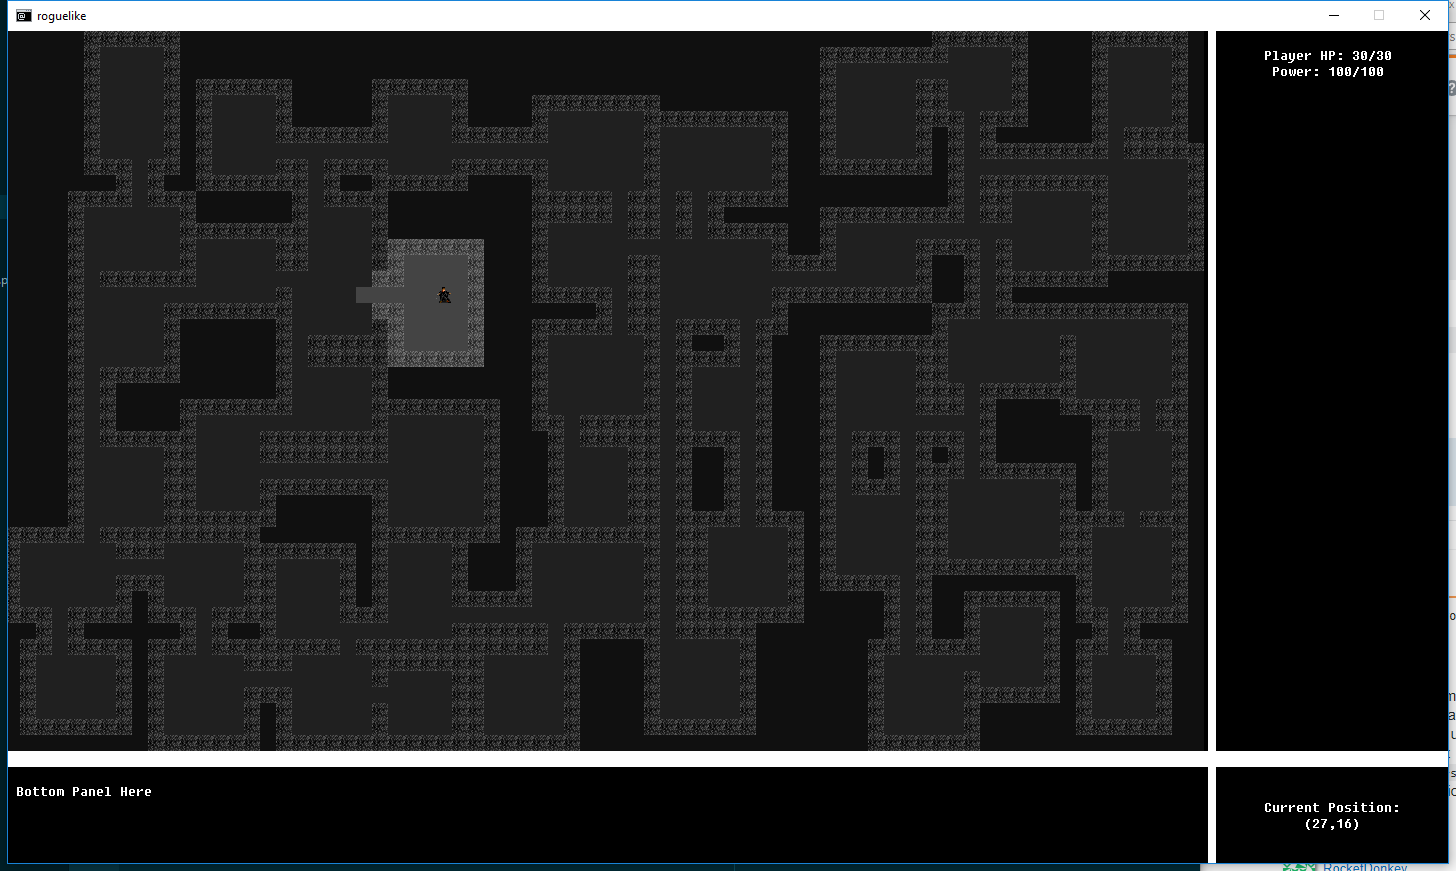 roguelike
Player HP: 30/30
Power: 100/100
Bottom Panel Here
Current Position:
(27,16)
RocketDonkey